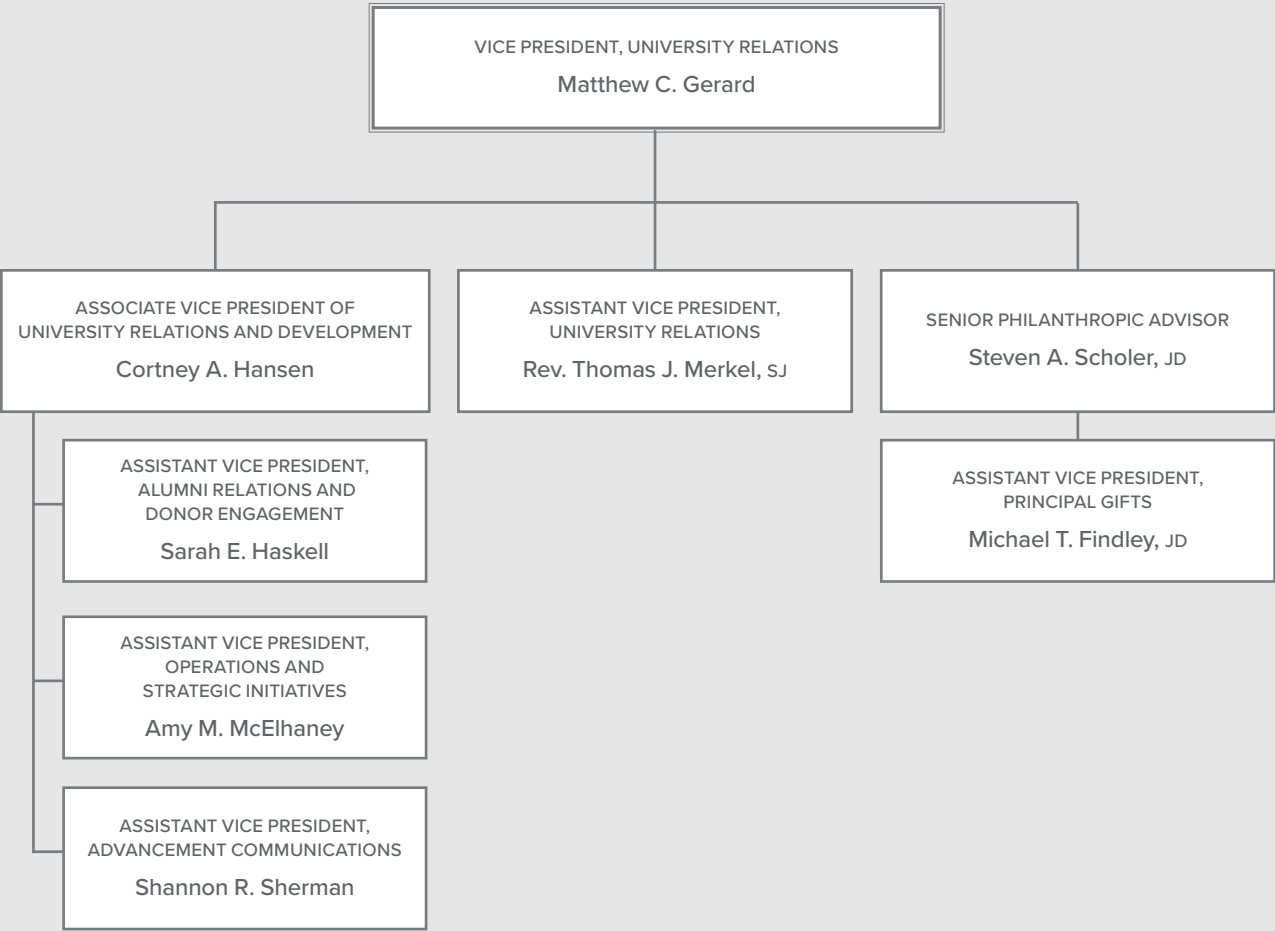 VICE PRESIDENT, UNIVERSITY RELATIONS
Matthew C. Gerard
ASSOCIATE VICE PRESIDENT OF
UNIVERSITY RELATIONS AND DEVELOPMENT
Cortney A. Hansen
ASSISTANT VICE PRESIDENT,
UNIVERSITY RELATIONS
Rev. Thomas J. Merkel, SJ
SENIOR PHILANTHROPIC ADVISOR
Steven A. Scholer, JD
ASSISTANT VICE PRESIDENT,
ALUMNI RELATIONS AND
DONOR ENGAGEMENT
Sarah E. Haskell
ASSISTANT VICE PRESIDENT,
PRINCIPAL GIFTS
Michael T. Findley, JD
ASSISTANT VICE PRESIDENT,
OPERATIONS AND
STRATEGIC INITIATIVES
Amy M. McElhaney
ASSISTANT VICE PRESIDENT,
ADVANCEMENT COMMUNICATIONS
Shannon R. Sherman